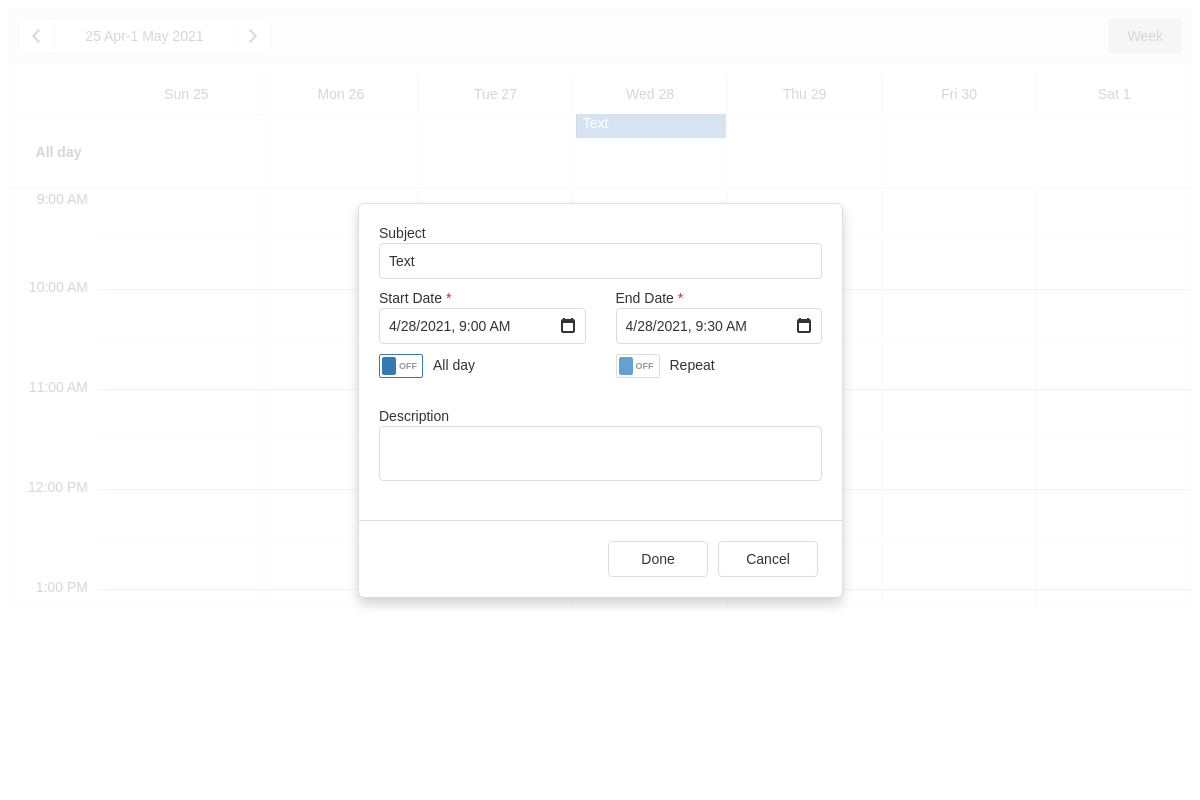 25 Apr-1 May 2021
Week
Sun 25
Mon 26
Tue 27
Wed 28
Thu 29
Fri 30
Sat 1
All day
Text
9:00 AM
10:00 AM
11:00 AM
12:00 PM
1:00 PM
Subject
Text
Start Date *
End Date *
4/28/2021, 9:00 AM
4/28/2021, 9:30 AM
OFF All day
OFF Repeat
Description
Done
Cancel